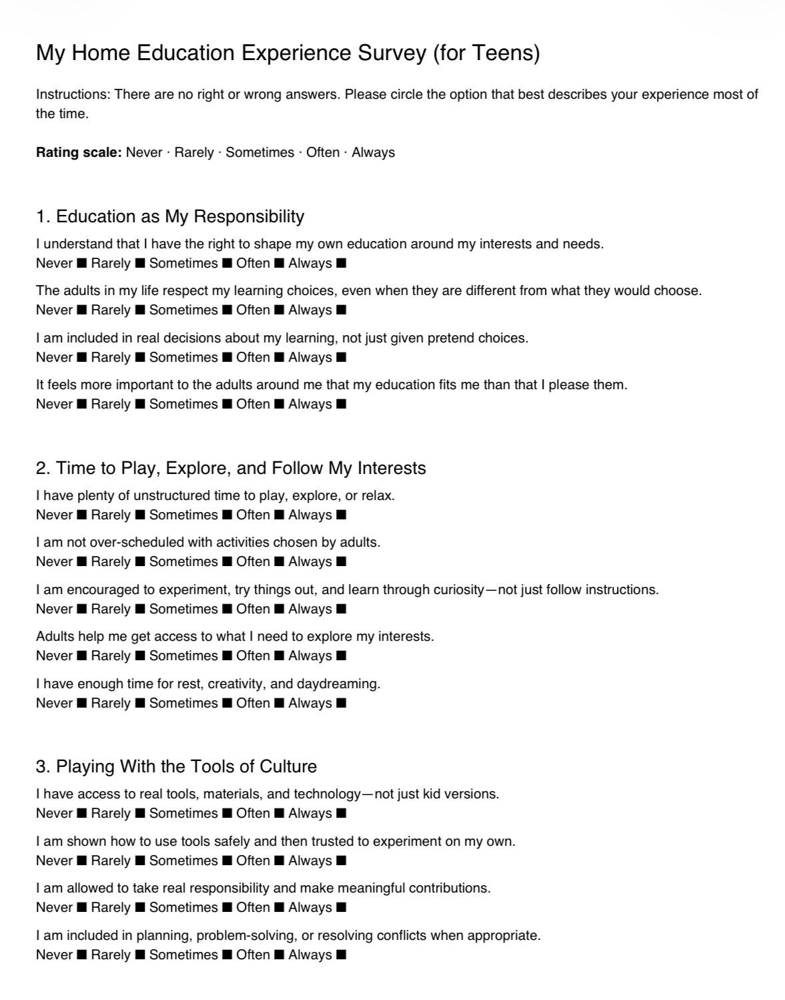 My Home Education Experience Survey (for Teens)
Instructions: There are no right or wrong answers. Please circle the option that best describes your experience most of
the time.
Rating scale: Never · Rarely · Sometimes · Often · Always
1. Education as My Responsibility
I understand that I have the right to shape my own education around my interests and needs.
Never ■ Rarely ■ Sometimes ■ Often ■ Always ■
The adults in my life respect my learning choices, even when they are different from what they would choose.
Never ■ Rarely ■ Sometimes ■ Often ■ Always ■
I am included in real decisions about my learning, not just given pretend choices.
Never ■ Rarely ■ Sometimes ■ Often ■ Always ■
It feels more important to the adults around me that my education fits me than that I please them.
Never ■ Rarely ■ Sometimes ■ Often ■ Always ■
2. Time to Play, Explore, and Follow My Interests
I have plenty of unstructured time to play, explore, or relax.
Never ■ Rarely ■ Sometimes ■ Often ■ Always ■
I am not over-scheduled with activities chosen by adults.
Never ■ Rarely ■ Sometimes ■ Often ■ Always ■
I am encouraged to experiment, try things out, and learn through curiosity—not just follow instructions.
Never ■ Rarely ■ Sometimes ■ Often ■ Always ■
Adults help me get access to what I need to explore my interests.
Never ■ Rarely ■ Sometimes ■ Often ■ Always ■
I have enough time for rest, creativity, and daydreaming.
Never ■ Rarely ■ Sometimes ■ Often ■ Always ■
3. Playing With the Tools of Culture
I have access to real tools, materials, and technology—not just kid versions.
Never ■ Rarely ■ Sometimes ■ Often ■ Always ■
I am shown how to use tools safely and then trusted to experiment on my own.
Never ■ Rarely ■ Sometimes ■ Often ■ Always ■
I am allowed to take real responsibility and make meaningful contributions.
Never ■ Rarely ■ Sometimes ■ Often ■ Always ■
I am included in planning, problem-solving, or resolving conflicts when appropriate.
Never ■ Rarely ■ Sometimes ■ Often ■ Always ■